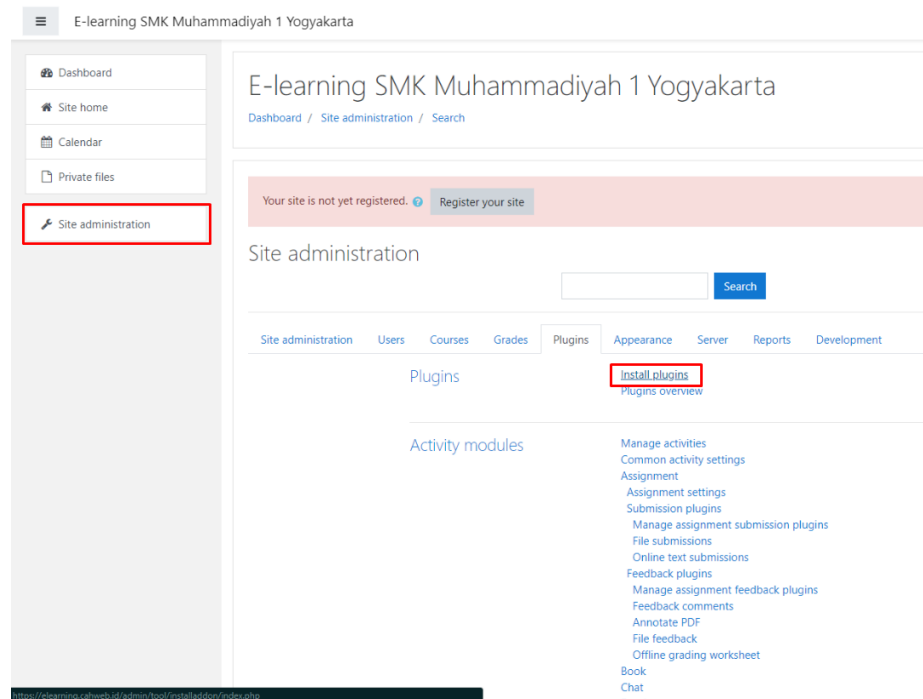 E-learning SMK Muhammadiyah 1 Yogyakarta
Dashboard
Site home
Calendar
Private files
Site administration
E-learning SMK Muhammadiyah 1 Yogyakarta
Dashboard / Site administration / Search
Your site is not yet registered. Register your site
Site administration
Search
Site administration Users Courses Grades Plugins Appearance Server Reports Development
Plugins
Install plugins
Plugins overview
Activity modules
Manage activities
Common activity settings
Assignment
Assignment settings
Submission plugins
Manage assignment submission plugins
File submissions
Online text submissions
Feedback plugins
Manage assignment feedback plugins
Feedback comments
Annotate PDF
File feedback
Offline grading worksheet
Book
Chat
https://elearning.cahweb.id/admin/tool/installaddon/index.php